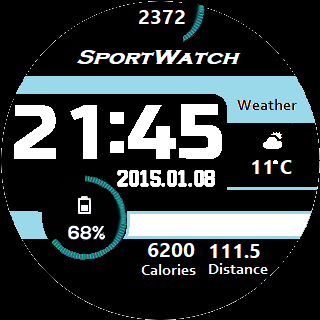 2372
SPORTWATCH
Weather
21:45
11°C
2015.01.08
68%
6200 111.5
Calories Distance